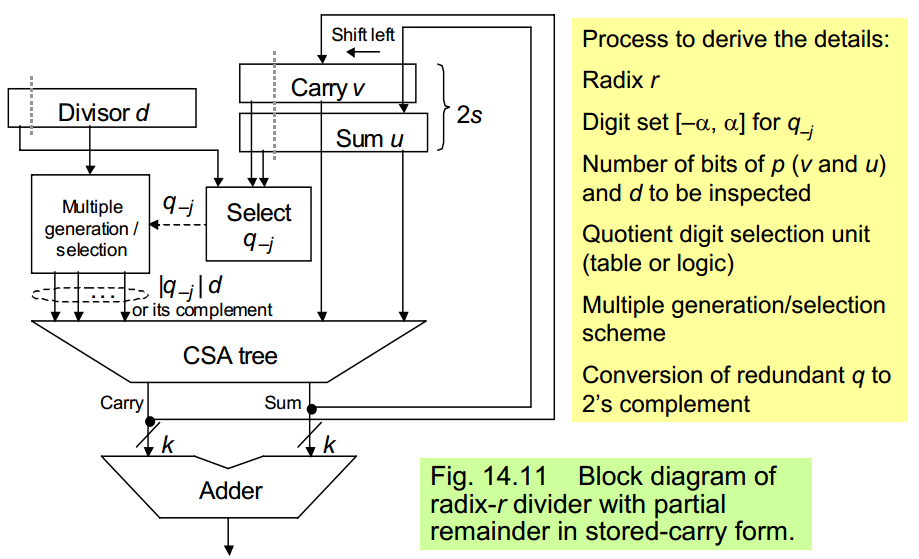 Shift left
Carry v
Divisor d
2s
Sum u
Multiple
generation /
selection
q–j
Select
q–j
. . .
|q–j| d
or its complement
CSA tree
Carry
Sum
k
k
Adder
Process to derive the details:
Radix r
Digit set [–α, α] for q–j
Number of bits of p (v and u)
and d to be inspected
Quotient digit selection unit
(table or logic)
Multiple generation/selection
scheme
Conversion of redundant q to
2’s complement
Fig. 14.11 Block diagram of
radix-r divider with partial
remainder in stored-carry form.